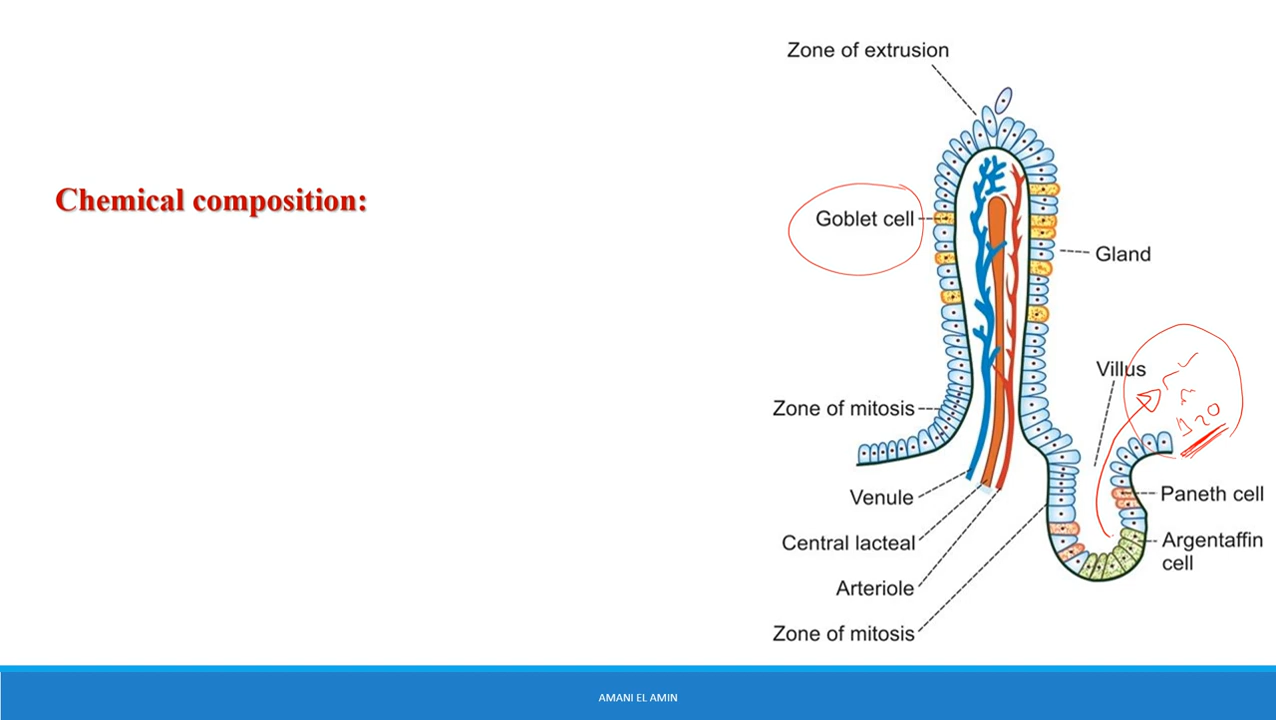 Zone of extrusion
Chemical composition:
Goblet cell
Gland
Villus
Zone of mitosis
Venule
Paneth cell
Central lacteal
Argentaffin
cell
Arteriole
Zone of mitosis
AMANI EL AMIN